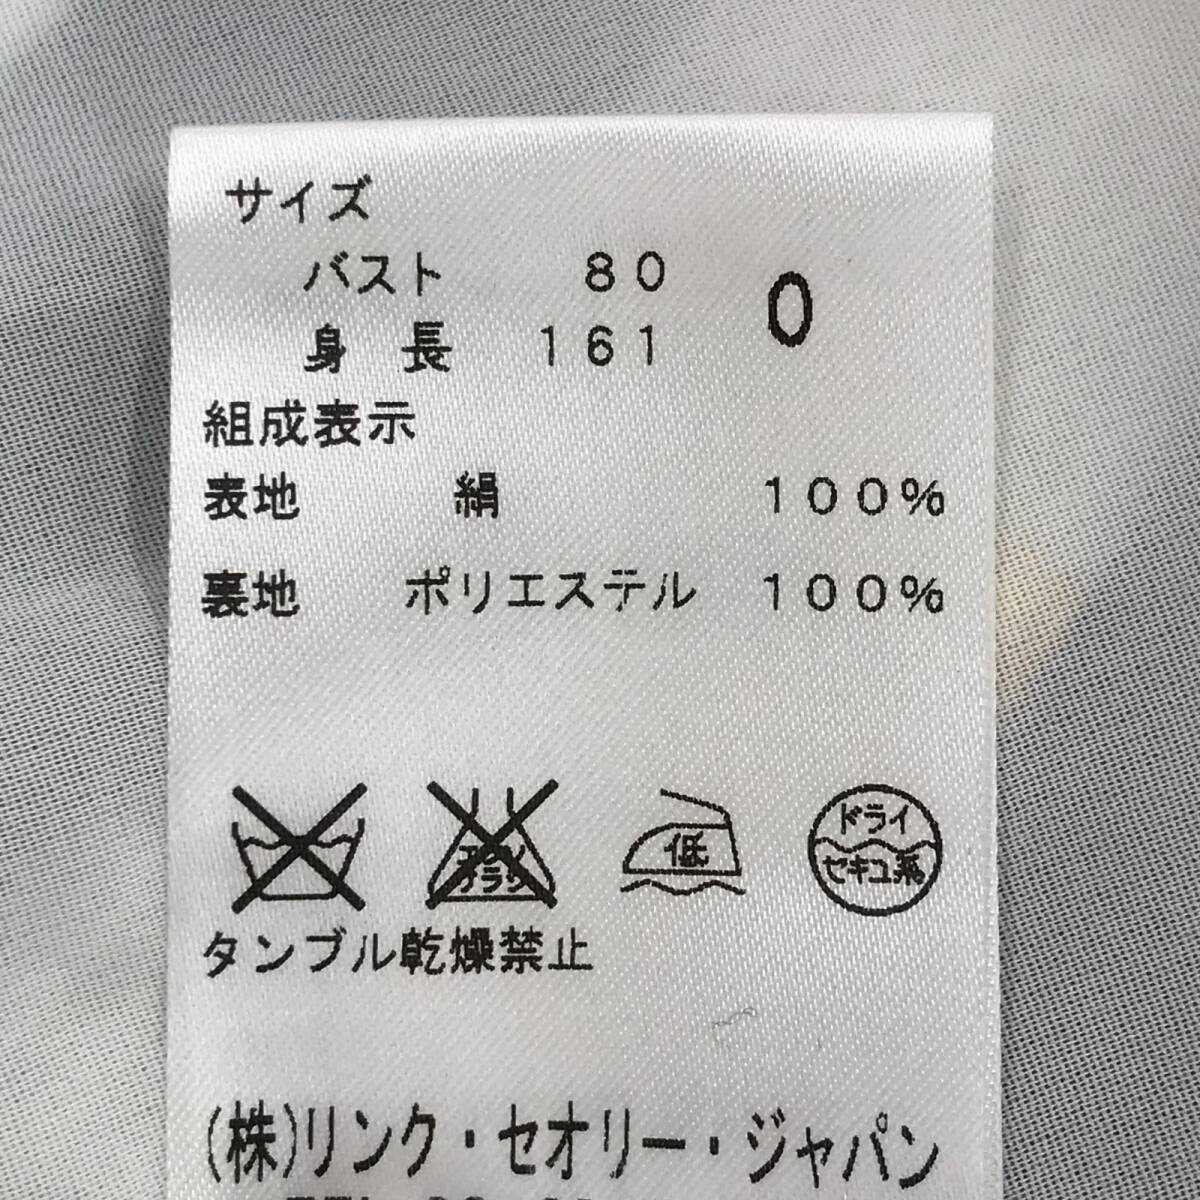 サイズ
バスト 80
身長 161
0
組成表示
表地 絹 100%
裏地 ポリエステル 100%
低
ドライ
セキユ系
タンブル乾燥禁止
(株)リンク・セオリー・ジャパン